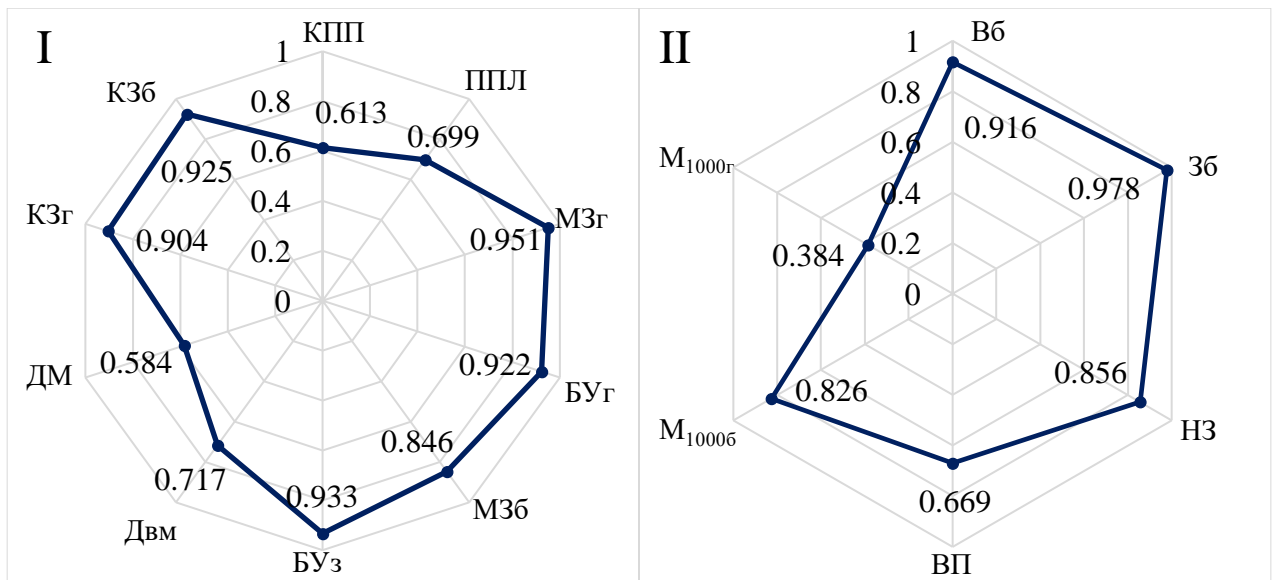 I
КПП
1
ППЛ
КЗб
0.8
0.613
0.699
0.6
0.925
КЗг
0.4
МЗг
0.904
0.951
0.2
0
ДМ
0.584
0.922
БУг
0.846
0.717
0.933
МЗб
Двм
БУз
II
Вб
1
0.8
0.916
М1000г
0.6
Зб
0.978
0.4
0.384
0.2
0
0.856
0.826
М1000б
НЗ
0.669
ВП